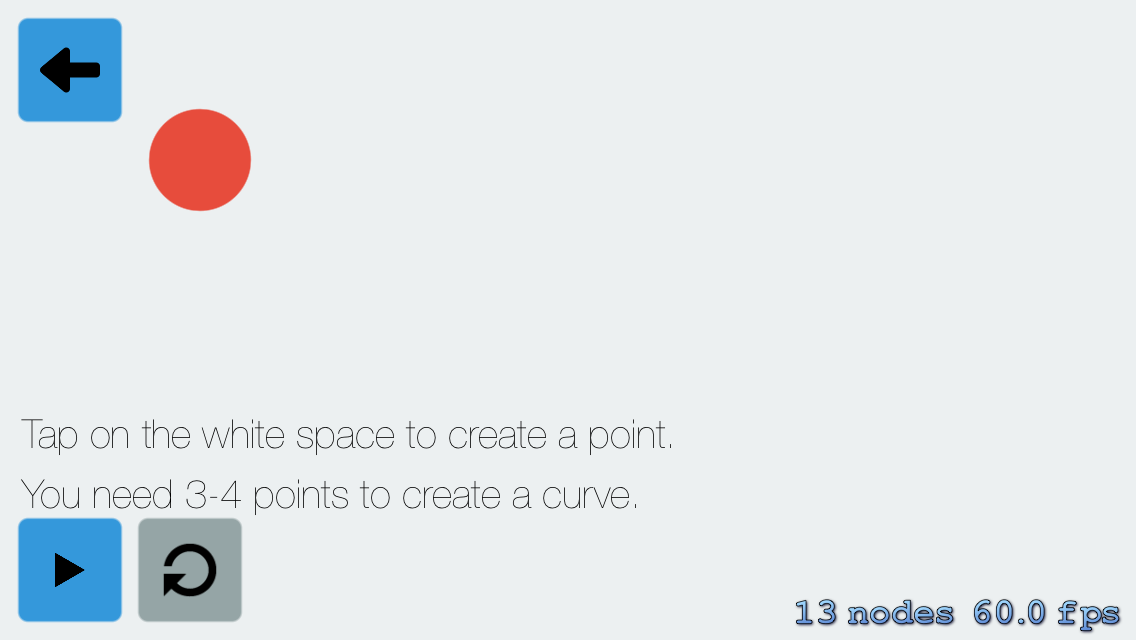 Tap on the white space to create a point.
You need 3-4 points to create a curve.
13 nodes 60.0 fps